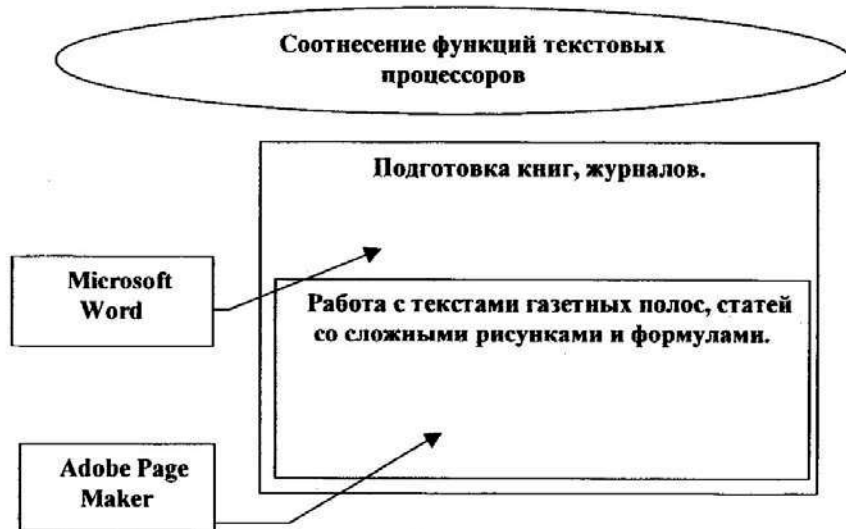 Соотнесение функций текстовых
процессоров
Подготовка книг, журналов.
Microsoft
Word
Работа с текстами газетных полос, статей
со сложными рисунками и формулами.
Adobe Page
Maker